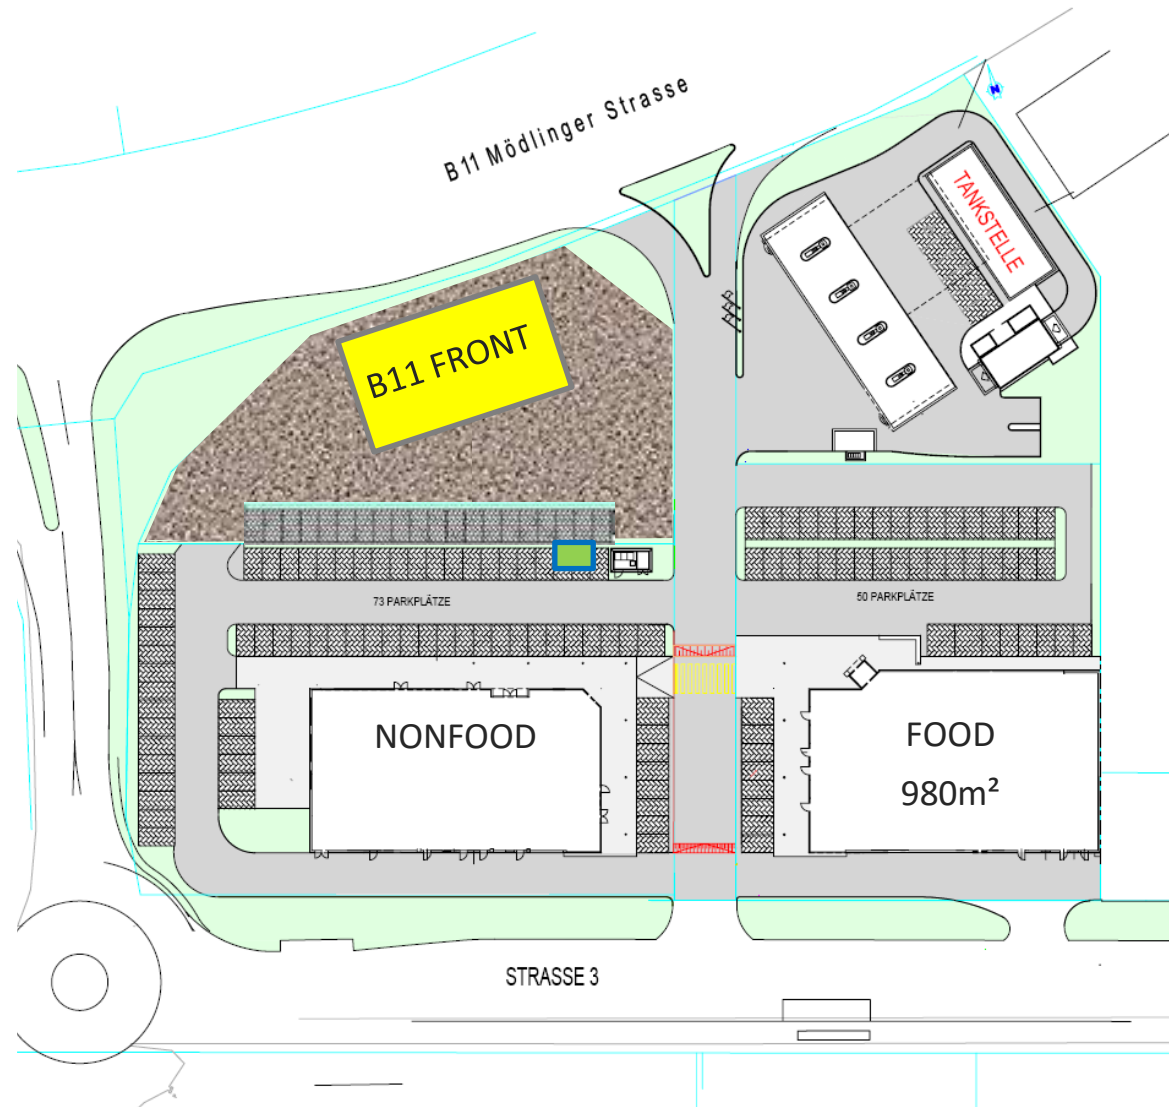 B11 Mödlinger Strasse
N
TANKSTELLE
B11 FRONT
73 PARKPLÄTZE
50 PARKPLÄTZE
NONFOOD
FOOD
980m²
STRASSE 3